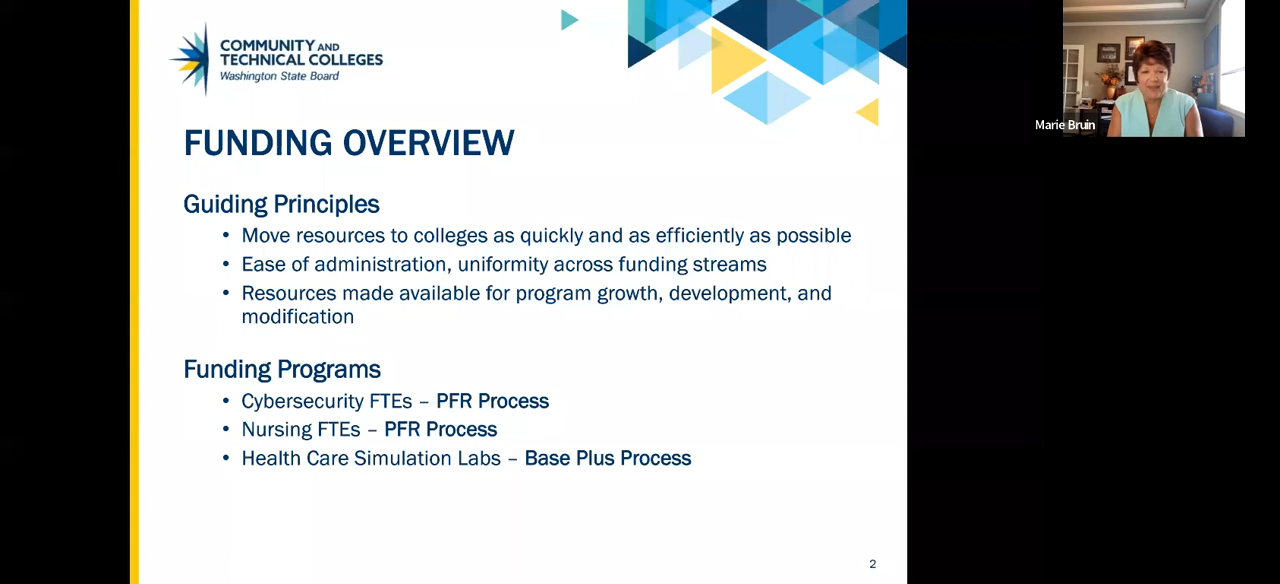 COMMUNITY AND
TECHNICAL COLLEGES
Washington State Board
Marie Bruin
FUNDING OVERVIEW
Guiding Principles
• Move resources to colleges as quickly and as efficiently as possible
• Ease of administration, uniformity across funding streams
• Resources made available for program growth, development, and
modification
Funding Programs
• Cybersecurity FTEs – PFR Process
• Nursing FTEs – PFR Process
• Health Care Simulation Labs – Base Plus Process
2